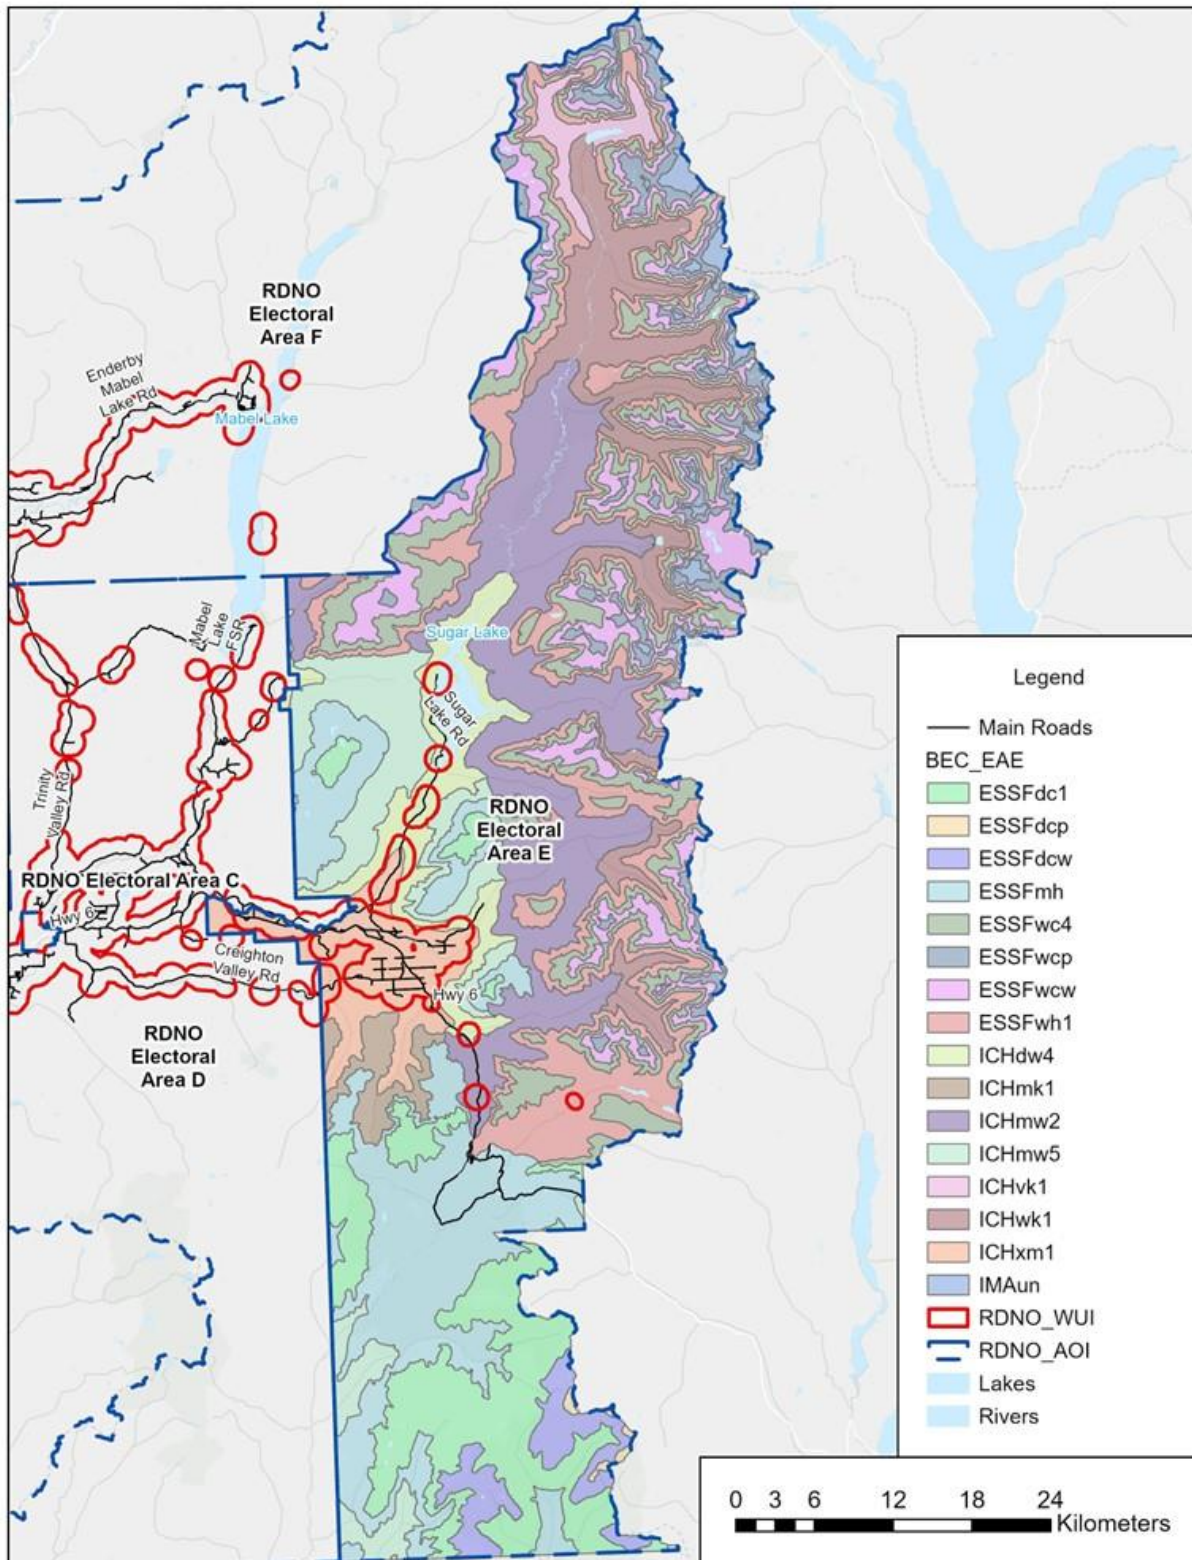 RDNO
Electoral
Area F
Enderby
Mabel
Lake Rd
Mabel Lake
Mabel
Lake
FSR
Sugar Lake
Sugar
Lake Rd
Trinity
Valley Rd
RDNO
Electoral
Area E
RDNO Electoral Area C
Hwy 6
Creighton
Valley Rd
Hwy 6
RDNO
Electoral
Area D
Legend
Main Roads
BEC_EAE
ESSFdc1
ESSFdcp
ESSFdcw
ESSFmh
ESSFwc4
ESSFwcp
ESSFwcw
ESSFwh1
ICHdw4
ICHmk1
ICHmw2
ICHmw5
ICHvk1
ICHwk1
ICHxm1
IMAun
RDNO_WUI
RDNO_AOI
Lakes
Rivers
0 3 6 12 18 24
Kilometers